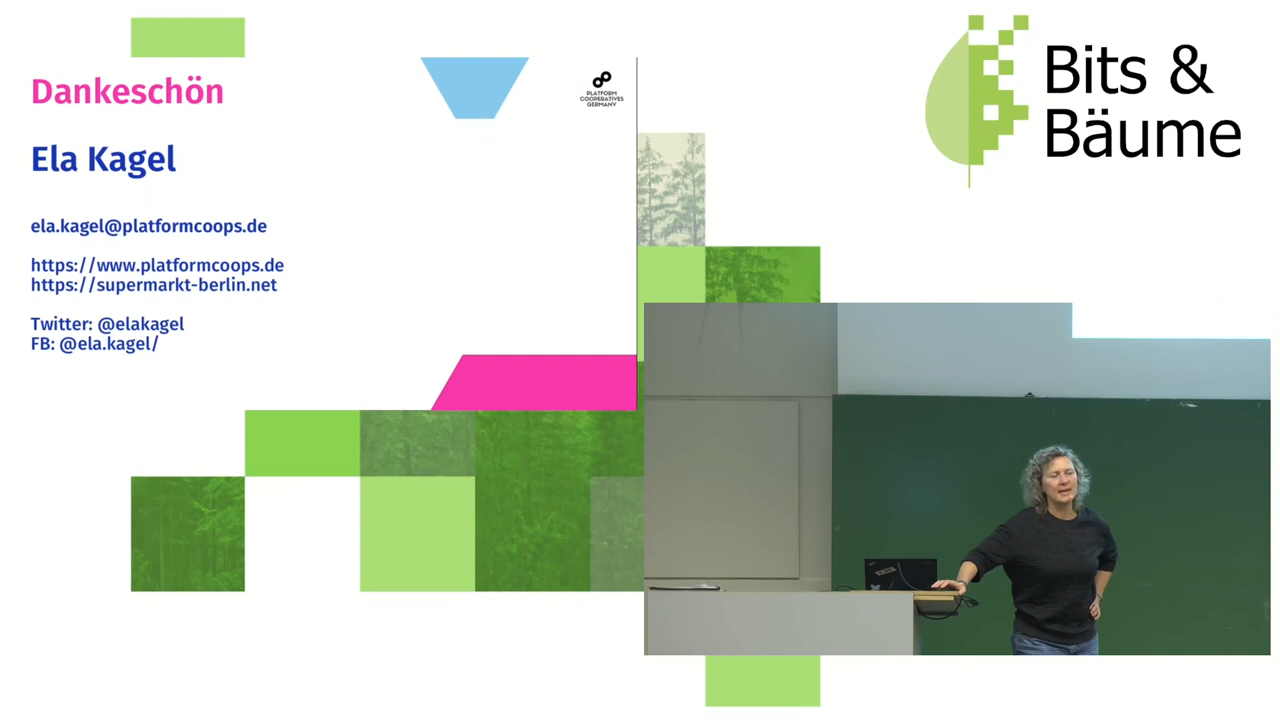 Dankeschön
Ela Kagel
ela.kagel@platformcoops.de
https://www.platformcoops.de
https://supermarkt-berlin.net
Twitter: @elakagel
FB: @ela.kagel/
PLATFORM
COOPERATIVES
GERMANY
Bits &
Bäume